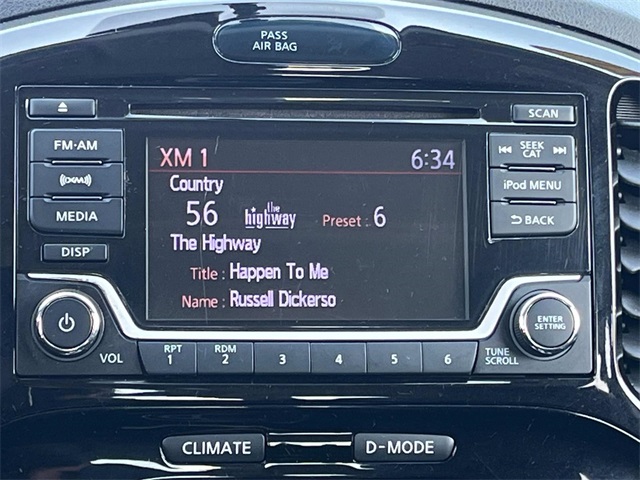 PASS
AIR BAG
SCAN
FM·AM
XM 1 6:34
SEEK
CAT
Country
((XM))
iPod MENU
56 the highway Preset : 6
MEDIA
BACK
The Highway
DISP
Title : Happen To Me
Name : Russell Dickerso
ENTER
SETTING
VOL
RPT
1
RDM
2
3
4
5
6
TUNE
SCROLL
CLIMATE
D-MODE